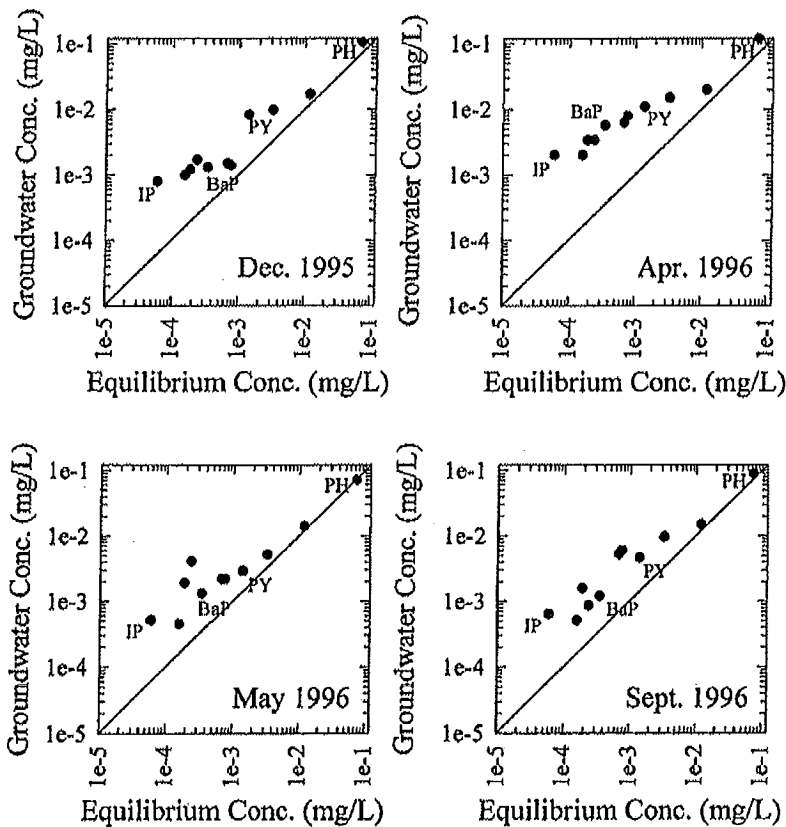 Groundwater Conc. (mg/L)
1e-1
1e-2
1e-3
1e-4
1e-5
PH
PY
BaP
IP
Dec. 1995
1e-5
1e-4
1e-3
1e-2
1e-1
Equilibrium Conc. (mg/L)
Groundwater Conc. (mg/L)
1e-1
1e-2
1e-3
1e-4
1e-5
PH
BaP
PY
IP
Apr. 1996
1e-5
1e-4
1e-3
1e-2
1e-1
Equilibrium Conc. (mg/L)
Groundwater Conc. (mg/L)
1e-1
1e-2
1e-3
1e-4
1e-5
PH
PY
BaP
IP
May 1996
1e-5
1e-4
1e-3
1e-2
1e-1
Equilibrium Conc. (mg/L)
Groundwater Conc. (mg/L)
1e-1
1e-2
1e-3
1e-4
1e-5
PH
PY
BaP
IP
Sept. 1996
1e-5
1e-4
1e-3
1e-2
1e-1
Equilibrium Conc. (mg/L)